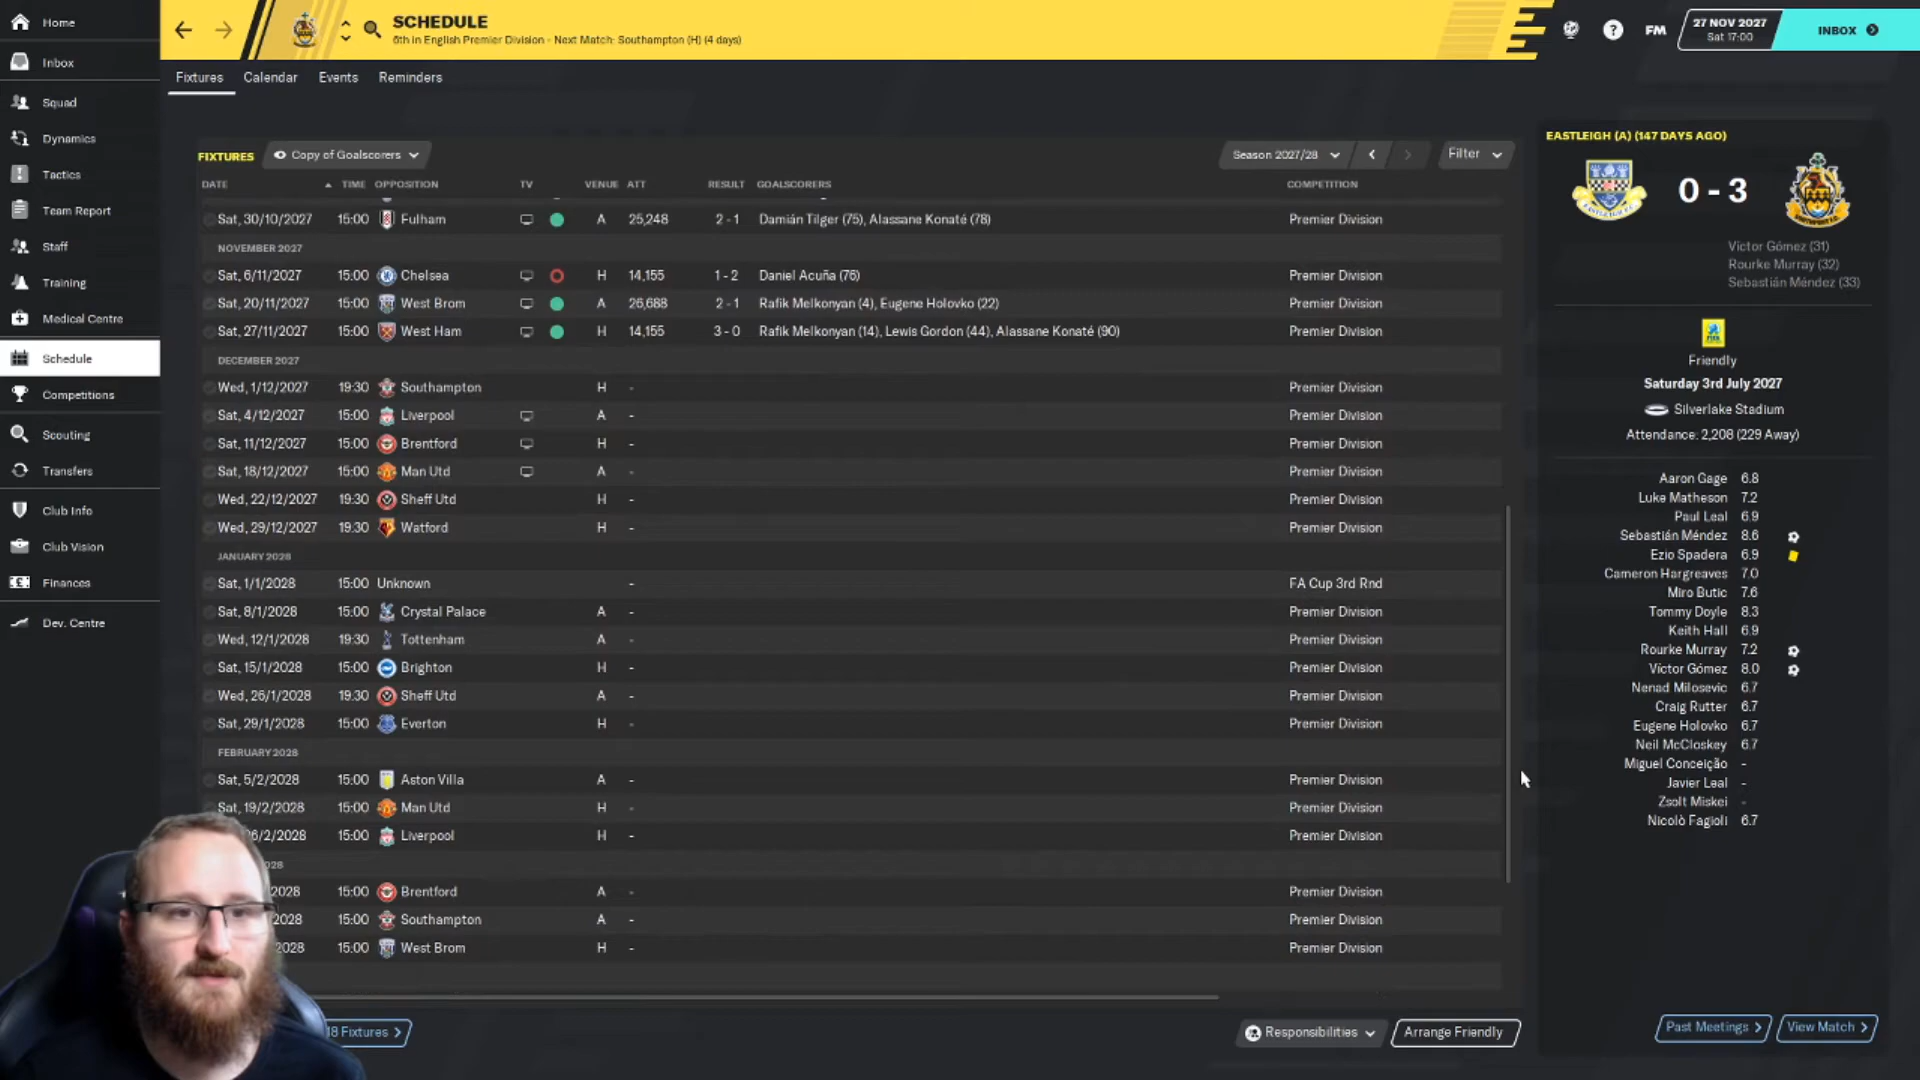 Home
Inbox
Squad
Dynamics
Tactics
Team Report
Staff
Training
Medical Centre
Schedule
Competitions
Scouting
Transfers
Club Info
Club Vision
Finances
Dev. Centre
SCHEDULE
6th in English Premier Division - Next Match: Southampton (H) (4 days)
FM
27 NOV 2027
Sat 17:00
INBOX
Fixtures Calendar Events Reminders
FIXTURES Copy of Goalscorers Season 2027/28 Filter
DATE TIME OPPOSITION TV VENUE ATT RESULT GOALSCORERS COMPETITION
Sat, 30/10/2027 15:00 Fulham A 25,248 2 - 1 Damián Tilger (75), Alassane Konaté (78) Premier Division
NOVEMBER 2027
Sat, 6/11/2027 15:00 Chelsea H 14,155 1 - 2 Daniel Acuña (76) Premier Division
Sat, 20/11/2027 15:00 West Brom A 26,688 2 - 1 Rafik Melkonyan (4), Eugene Holovko (22) Premier Division
Sat, 27/11/2027 15:00 West Ham H 14,155 3 - 0 Rafik Melkonyan (14), Lewis Gordon (44), Alassane Konaté (90) Premier Division
DECEMBER 2027
Wed, 1/12/2027 19:30 Southampton H - Premier Division
Sat, 4/12/2027 15:00 Liverpool A - Premier Division
Sat, 11/12/2027 15:00 Brentford H - Premier Division
Sat, 18/12/2027 15:00 Man Utd A - Premier Division
Wed, 22/12/2027 19:30 Sheff Utd H - Premier Division
Wed, 29/12/2027 19:30 Watford H - Premier Division
JANUARY 2028
Sat, 1/1/2028 15:00 Unknown - FA Cup 3rd Rnd
Sat, 8/1/2028 15:00 Crystal Palace A - Premier Division
Wed, 12/1/2028 19:30 Tottenham A - Premier Division
Sat, 15/1/2028 15:00 Brighton H - Premier Division
Wed, 26/1/2028 19:30 Sheff Utd A - Premier Division
Sat, 29/1/2028 15:00 Everton H - Premier Division
FEBRUARY 2028
Sat, 5/2/2028 15:00 Aston Villa A - Premier Division
Sat, 19/2/2028 15:00 Man Utd H - Premier Division
6/2/2028 15:00 Liverpool H - Premier Division
028
2028 15:00 Brentford A - Premier Division
2028 15:00 Southampton A - Premier Division
2028 15:00 West Brom H - Premier Division
18 Fixtures
Responsibilities
Arrange Friendly
EASTLEIGH (A) (147 DAYS AGO)
0 - 3
Víctor Gómez (31)
Rourke Murray (32)
Sebastián Méndez (33)
Friendly
Saturday 3rd July 2027
Silverlake Stadium
Attendance: 2,208 (229 Away)
Aaron Gage 6.8
Luke Matheson 7.2
Paul Leal 6.9
Sebastián Méndez 8.6
Ezio Spadera 6.9
Cameron Hargreaves 7.0
Miro Butic 7.6
Tommy Doyle 8.3
Keith Hall 6.9
Rourke Murray 7.2
Víctor Gómez 8.0
Nenad Milosevic 6.7
Craig Rutter 6.7
Eugene Holovko 6.7
Neil McCloskey 6.7
Miguel Conceição -
Javier Leal -
Zsolt Miskei -
Nicolò Fagioli 6.7
Past Meetings
View Match